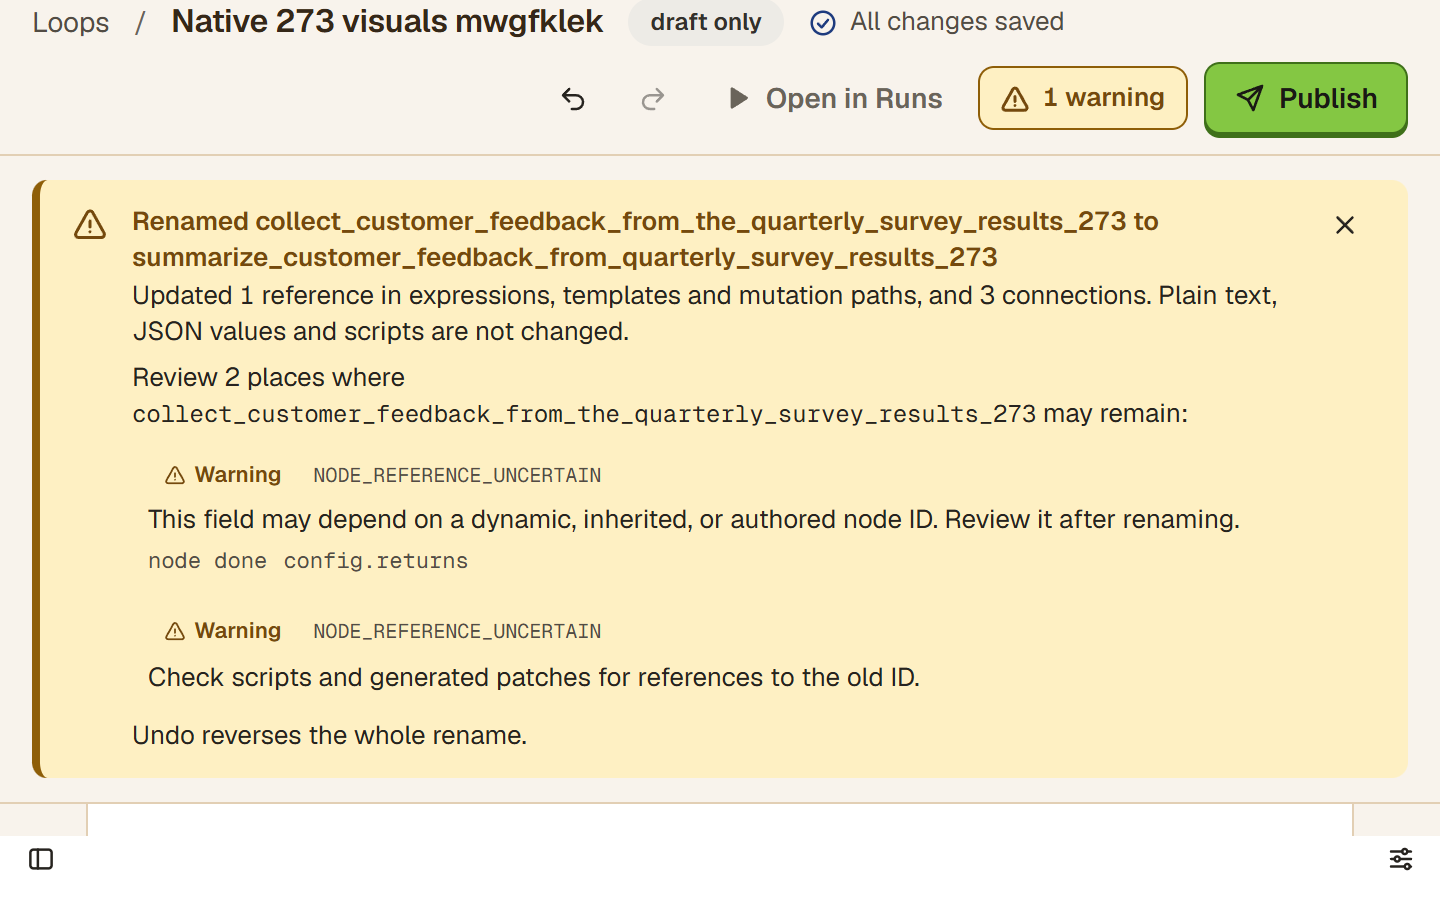 Loops / Native 273 visuals mwgfklek draft only All changes saved
Open in Runs 1 warning Publish
Renamed collect_customer_feedback_from_the_quarterly_survey_results_273 to
summarize_customer_feedback_from_quarterly_survey_results_273
Updated 1 reference in expressions, templates and mutation paths, and 3 connections. Plain text,
JSON values and scripts are not changed.
Review 2 places where
collect_customer_feedback_from_the_quarterly_survey_results_273 may remain:
Warning NODE_REFERENCE_UNCERTAIN
This field may depend on a dynamic, inherited, or authored node ID. Review it after renaming.
node done config.returns
Warning NODE_REFERENCE_UNCERTAIN
Check scripts and generated patches for references to the old ID.
Undo reverses the whole rename.